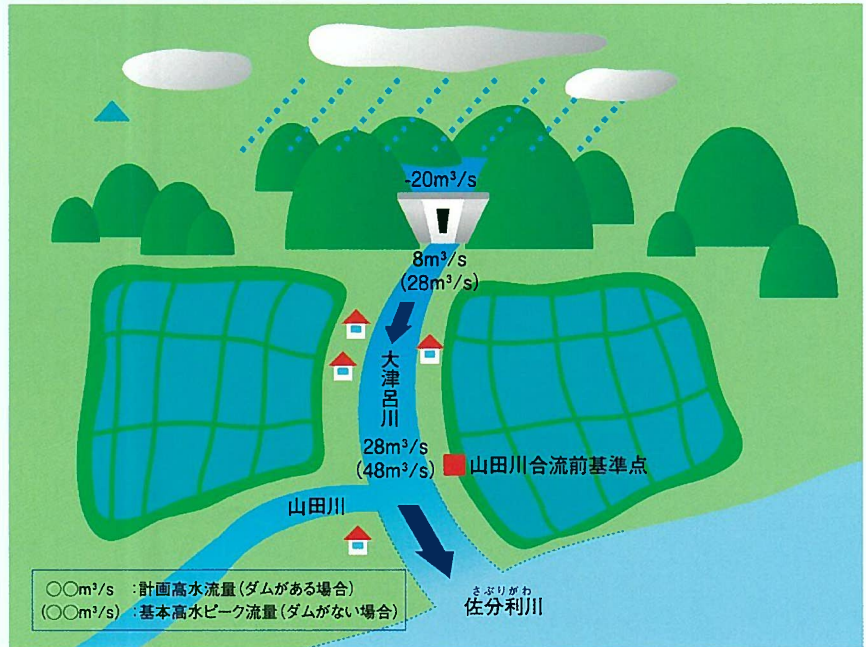 -20m³/s
8m³/s
(28m³/s)
大津呂川
28m³/s
(48m³/s)
山田川合流前基準点
山田川
さぶりがわ
佐分利川
○○m³/s :計画高水流量(ダムがある場合)
(○○m³/s):基本高水ピーク流量(ダムがない場合)